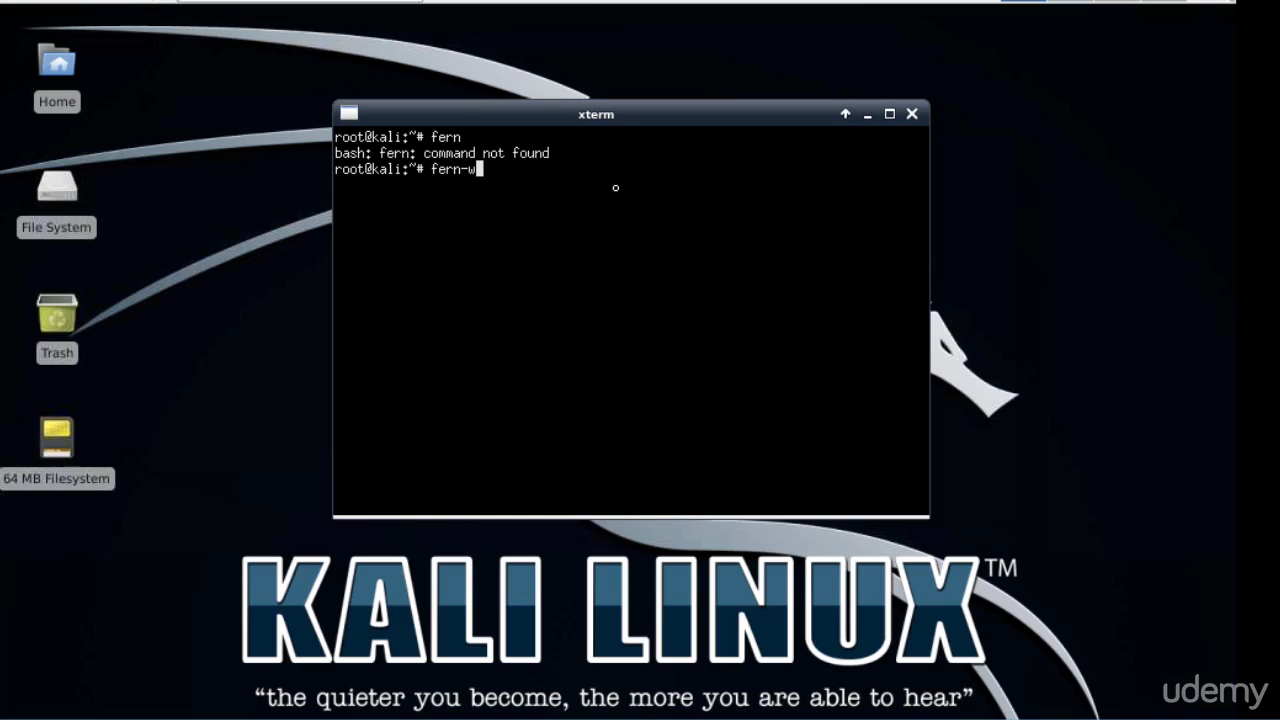 Home
File System
Trash
64 MB Filesystem
xterm
root@kali:~# fern
bash: fern: command not found
root@kali:~# fern-w
KALI LINUX™
“the quieter you become, the more you are able to hear”
udemy